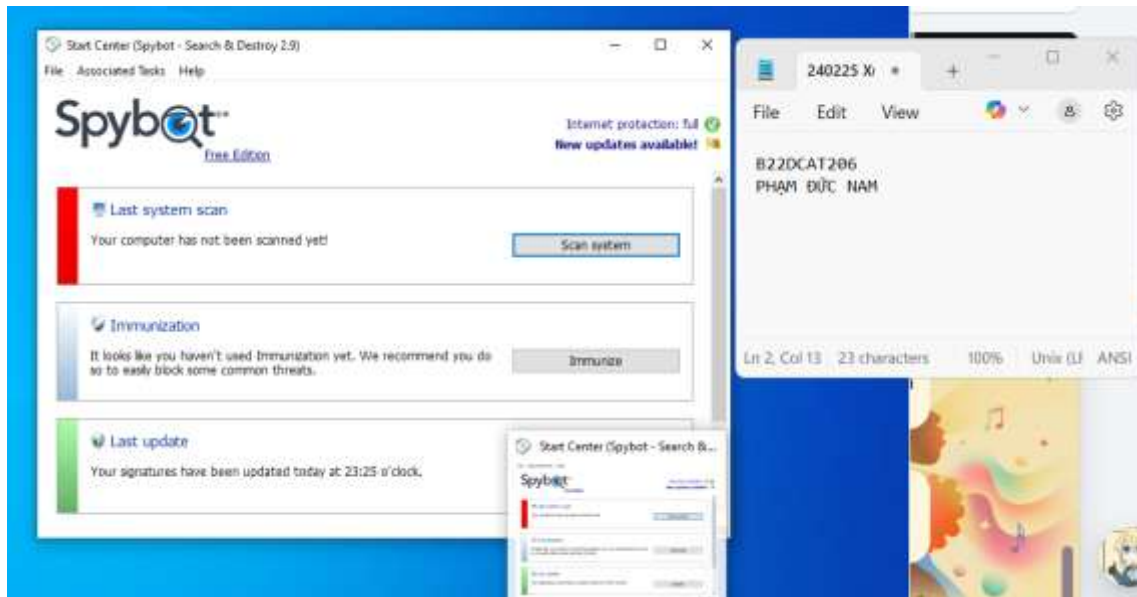 Start Center (Spybot - Search & Destroy 2.9)
File Associated Tasks Help
Spybot
Free Edition
Internet protection: full
New updates available!
Last system scan
Your computer has not been scanned yet!
Scan system
Immunization
It looks like you haven't used Immunization yet. We recommend you do
so to easily block some common threats.
Immunize
Last update
Your signatures have been updated today at 23:25 o'clock.
Start Center (Spybot - Search &...
Spybot
240225
File Edit View
B22DCAT206
PHẠM ĐỨC NAM
Ln 2, Col 13 23 characters 100% Unix (LF ANSI